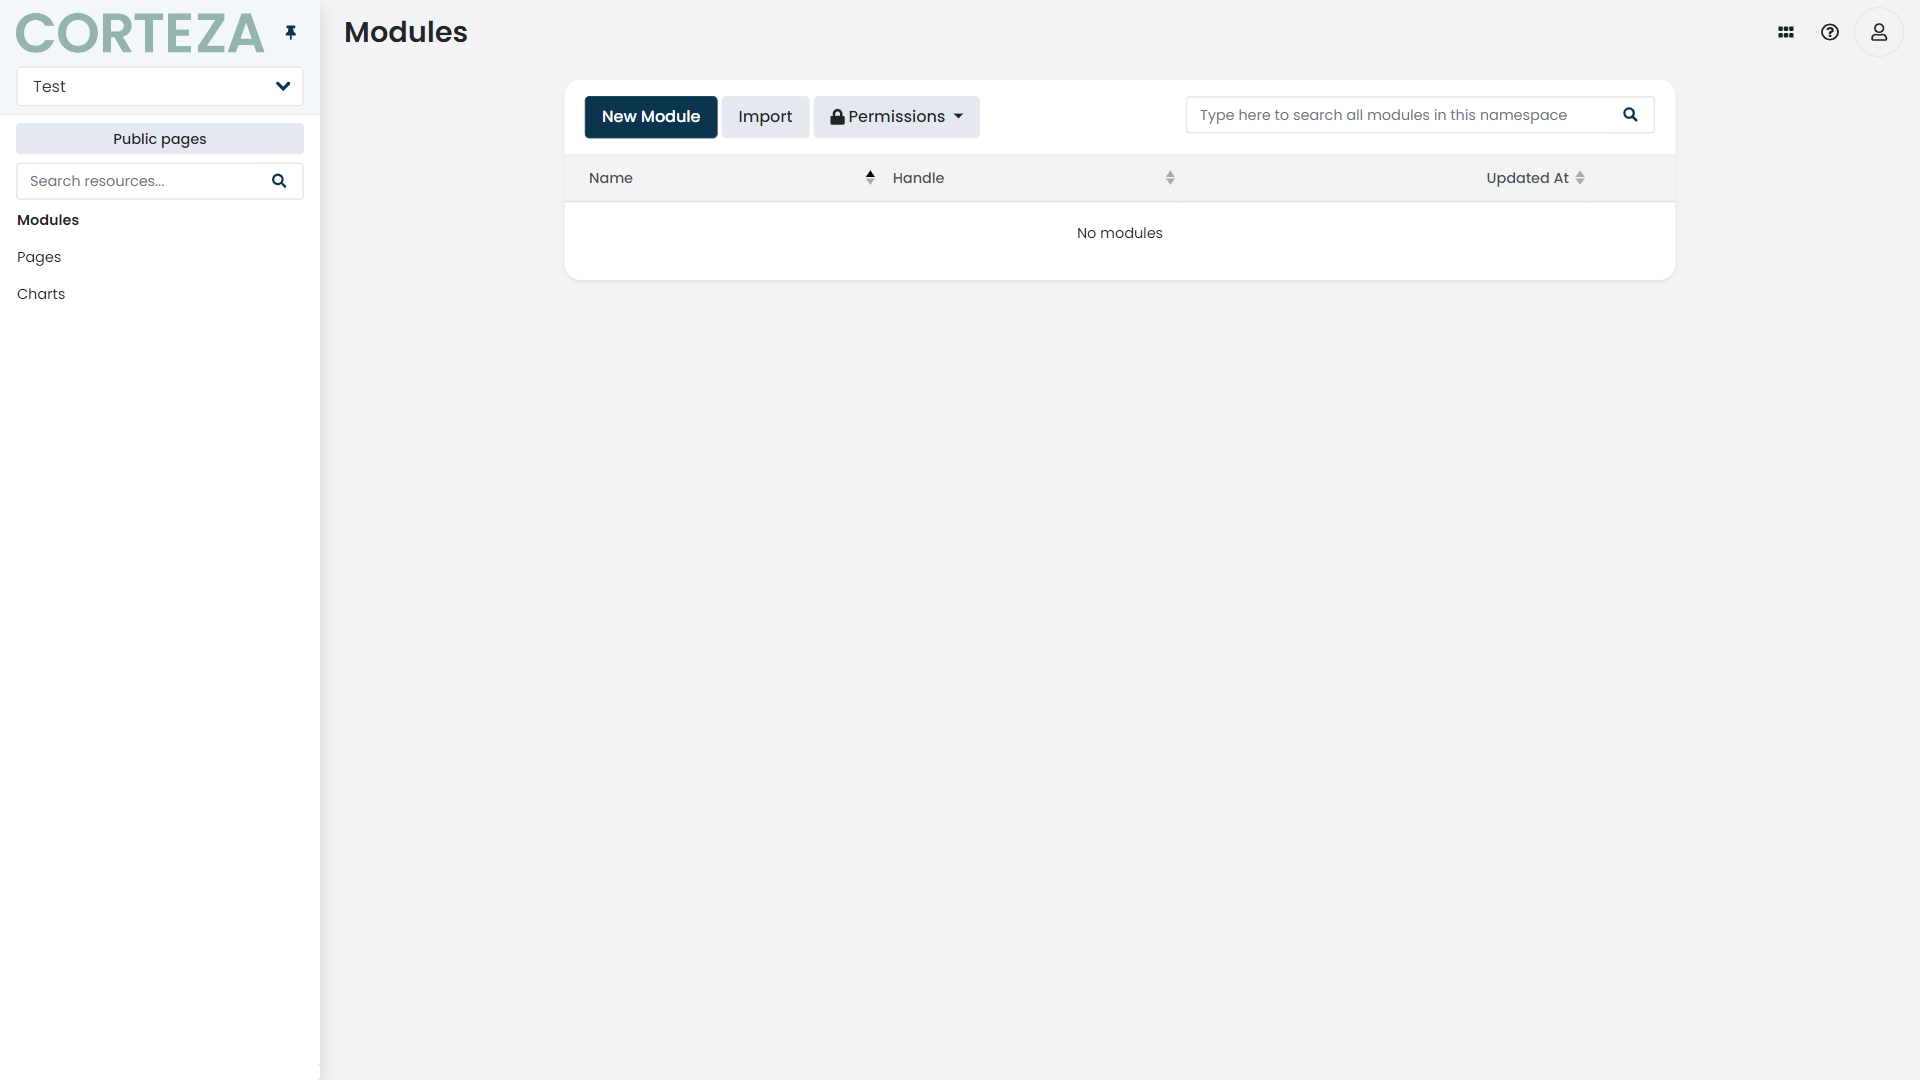 CORTEZA
Modules
Test
Public pages
Search resources...
Modules
Pages
Charts
New Module
Import
Permissions
Type here to search all modules in this namespace
Name
Handle
Updated At
No modules